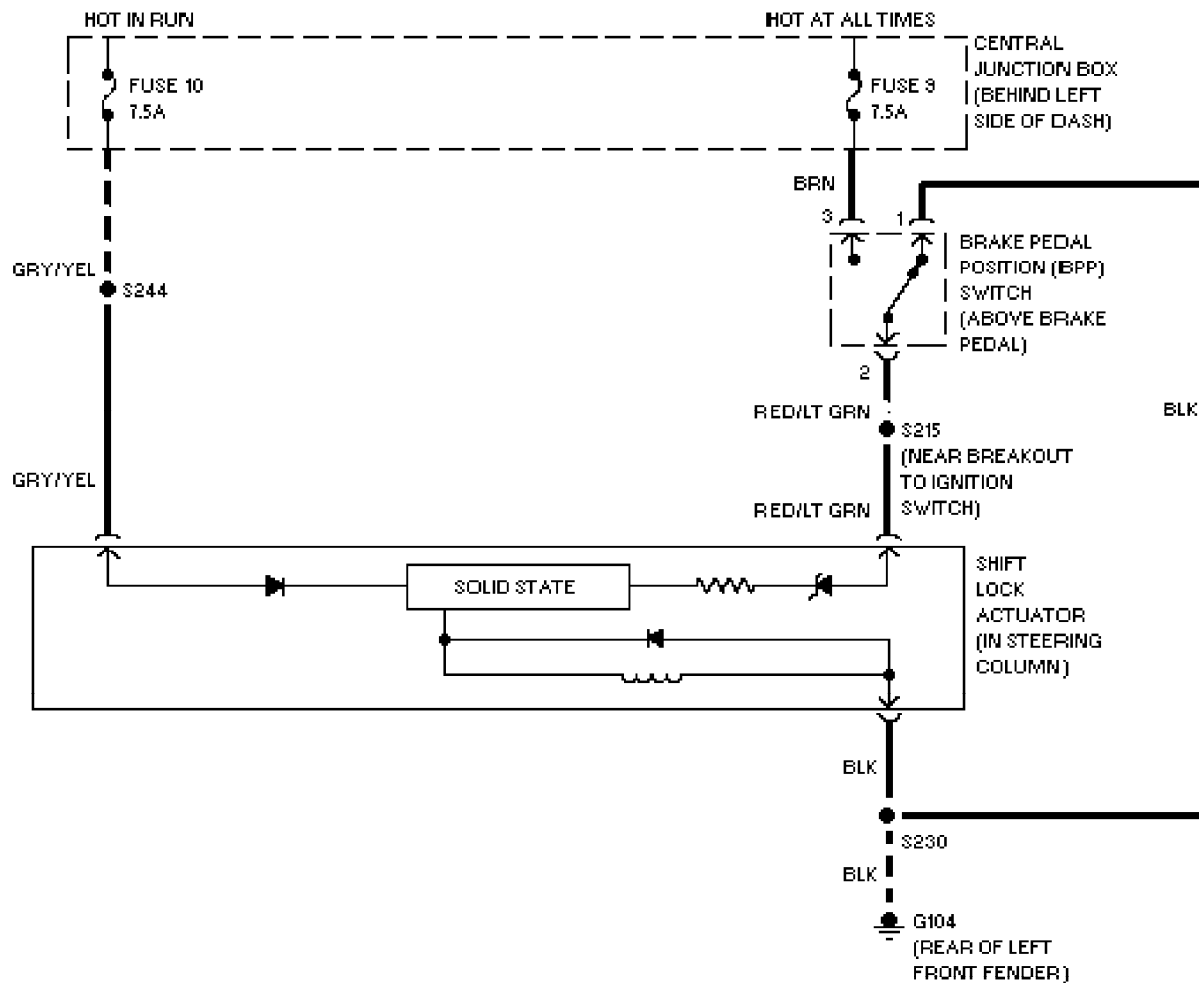 HOT IN RUN
HOT AT ALL TIMES
FUSE 10
7.5A
FUSE 9
7.5A
CENTRAL
JUNCTION BOX
(BEHIND LEFT
SIDE OF DASH)
BRN
3
1
BRAKE PEDAL
POSITION (BPP)
SWITCH
(ABOVE BRAKE
PEDAL)
GRY/YEL
S244
2
RED/LT GRN
BLK
S215
(NEAR BREAKOUT
TO IGNITION
SWITCH)
GRY/YEL
RED/LT GRN
SOLID STATE
SHIFT
LOCK
ACTUATOR
(IN STEERING
COLUMN)
BLK
S230
BLK
G104
(REAR OF LEFT
FRONT FENDER)